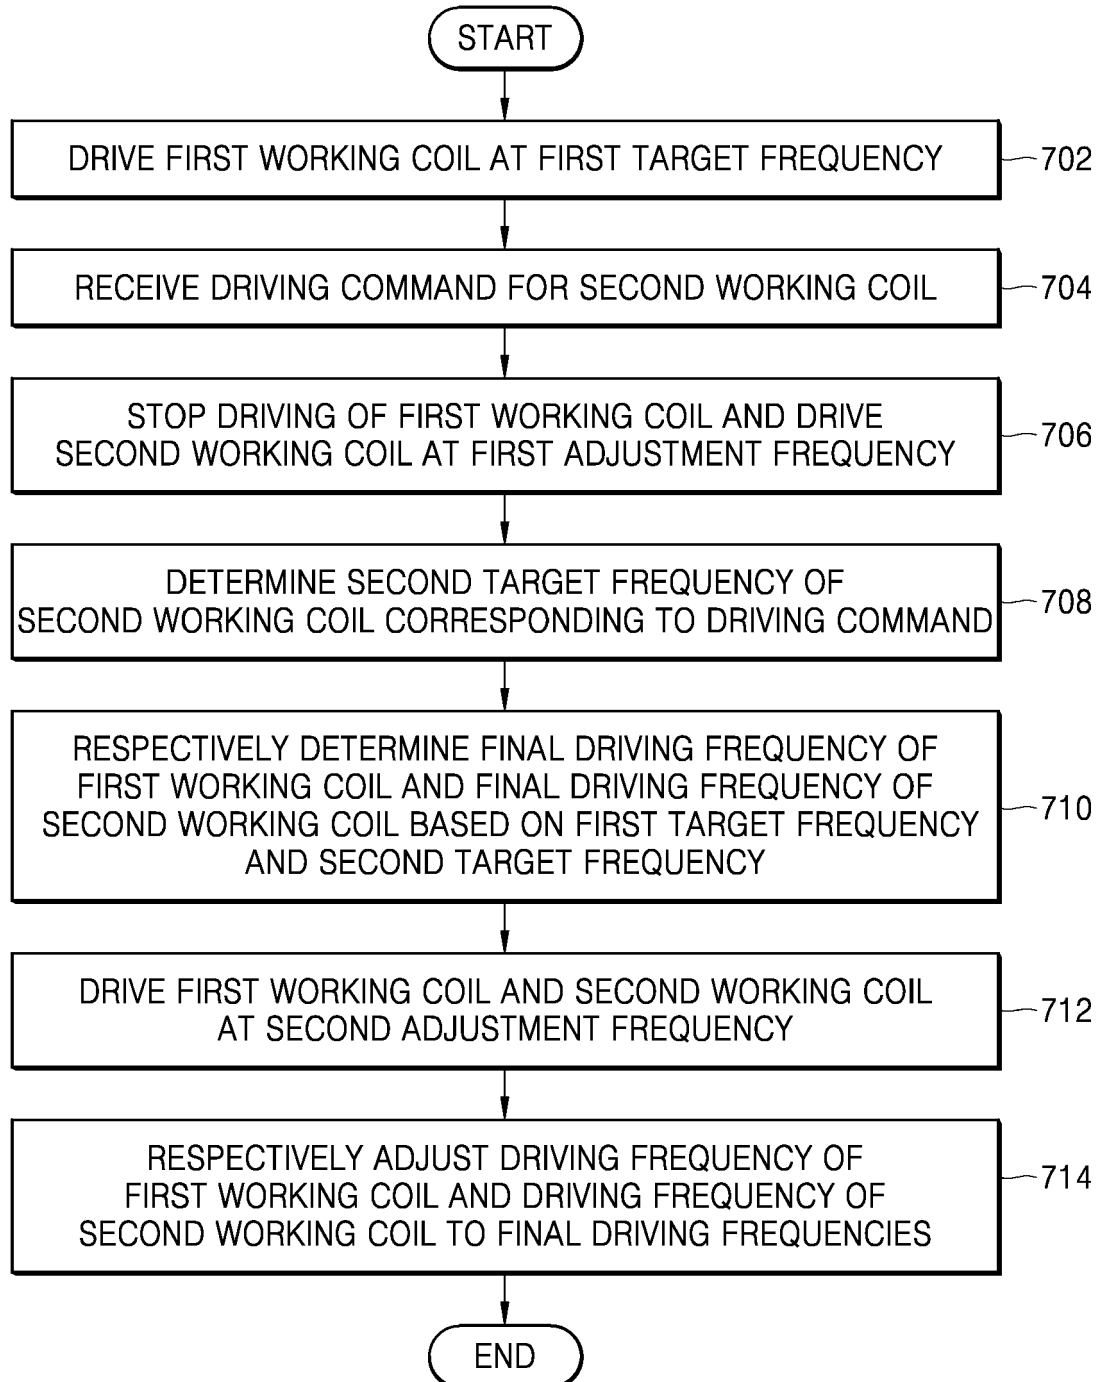 START
DRIVE FIRST WORKING COIL AT FIRST TARGET FREQUENCY
702
RECEIVE DRIVING COMMAND FOR SECOND WORKING COIL
704
STOP DRIVING OF FIRST WORKING COIL AND DRIVE
SECOND WORKING COIL AT FIRST ADJUSTMENT FREQUENCY
706
DETERMINE SECOND TARGET FREQUENCY OF
SECOND WORKING COIL CORRESPONDING TO DRIVING COMMAND
708
RESPECTIVELY DETERMINE FINAL DRIVING FREQUENCY OF
FIRST WORKING COIL AND FINAL DRIVING FREQUENCY OF
SECOND WORKING COIL BASED ON FIRST TARGET FREQUENCY
AND SECOND TARGET FREQUENCY
710
DRIVE FIRST WORKING COIL AND SECOND WORKING COIL
AT SECOND ADJUSTMENT FREQUENCY
712
RESPECTIVELY ADJUST DRIVING FREQUENCY OF
FIRST WORKING COIL AND DRIVING FREQUENCY OF
SECOND WORKING COIL TO FINAL DRIVING FREQUENCIES
714
END